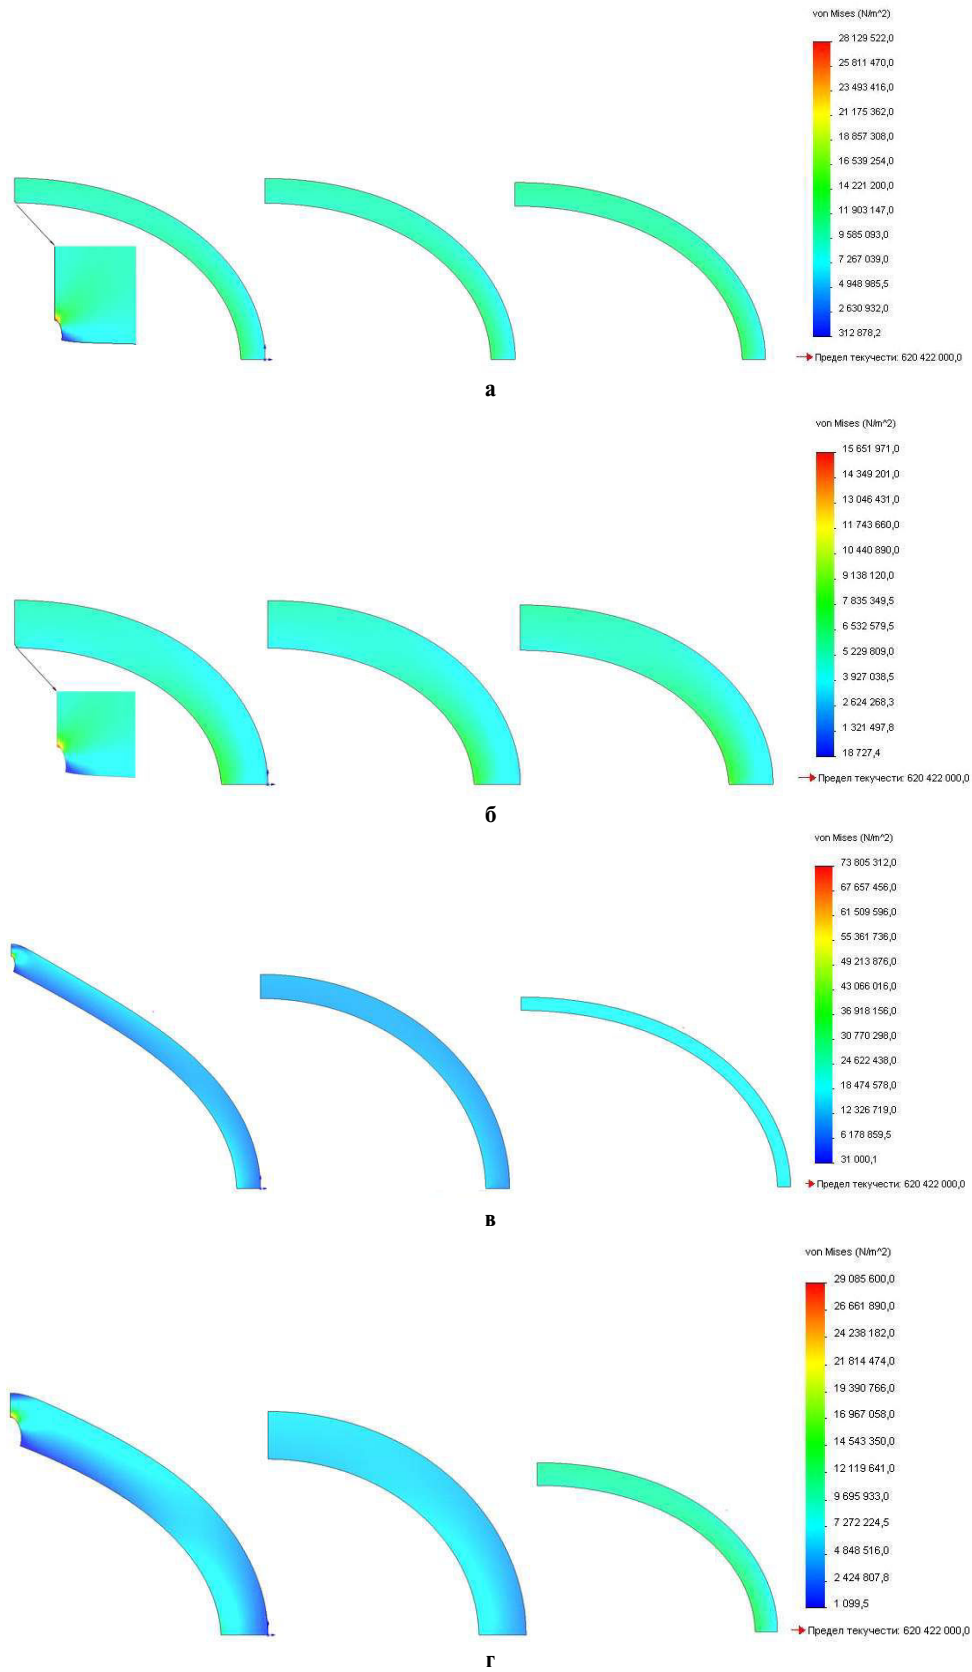 von Mises (N/m^2)
28 129 522,0
25 811 470,0
23 493 416,0
21 175 362,0
18 857 308,0
16 539 254,0
14 221 200,0
11 903 147,0
9 585 093,0
7 267 039,0
4 948 985,5
2 630 932,0
312 878,2
Предел текучести: 620 422 000,0
а
von Mises (N/m^2)
15 651 971,0
14 349 201,0
13 046 431,0
11 743 660,0
10 440 890,0
9 138 120,0
7 835 349,5
6 532 579,5
5 229 809,0
3 927 038,5
2 624 268,3
1 321 497,8
18 727,4
Предел текучести: 620 422 000,0
б
von Mises (N/m^2)
73 805 312,0
67 657 456,0
61 509 596,0
55 361 736,0
49 213 876,0
43 066 016,0
36 918 156,0
30 770 298,0
24 622 438,0
18 474 578,0
12 326 719,0
6 178 859,5
31 000,1
Предел текучести: 620 422 000,0
в
von Mises (N/m^2)
29 085 600,0
26 661 890,0
24 238 182,0
21 814 474,0
19 390 766,0
16 967 058,0
14 543 350,0
12 119 641,0
9 695 933,0
7 272 224,5
4 848 516,0
2 424 807,8
1 099,5
Предел текучести: 620 422 000,0
г